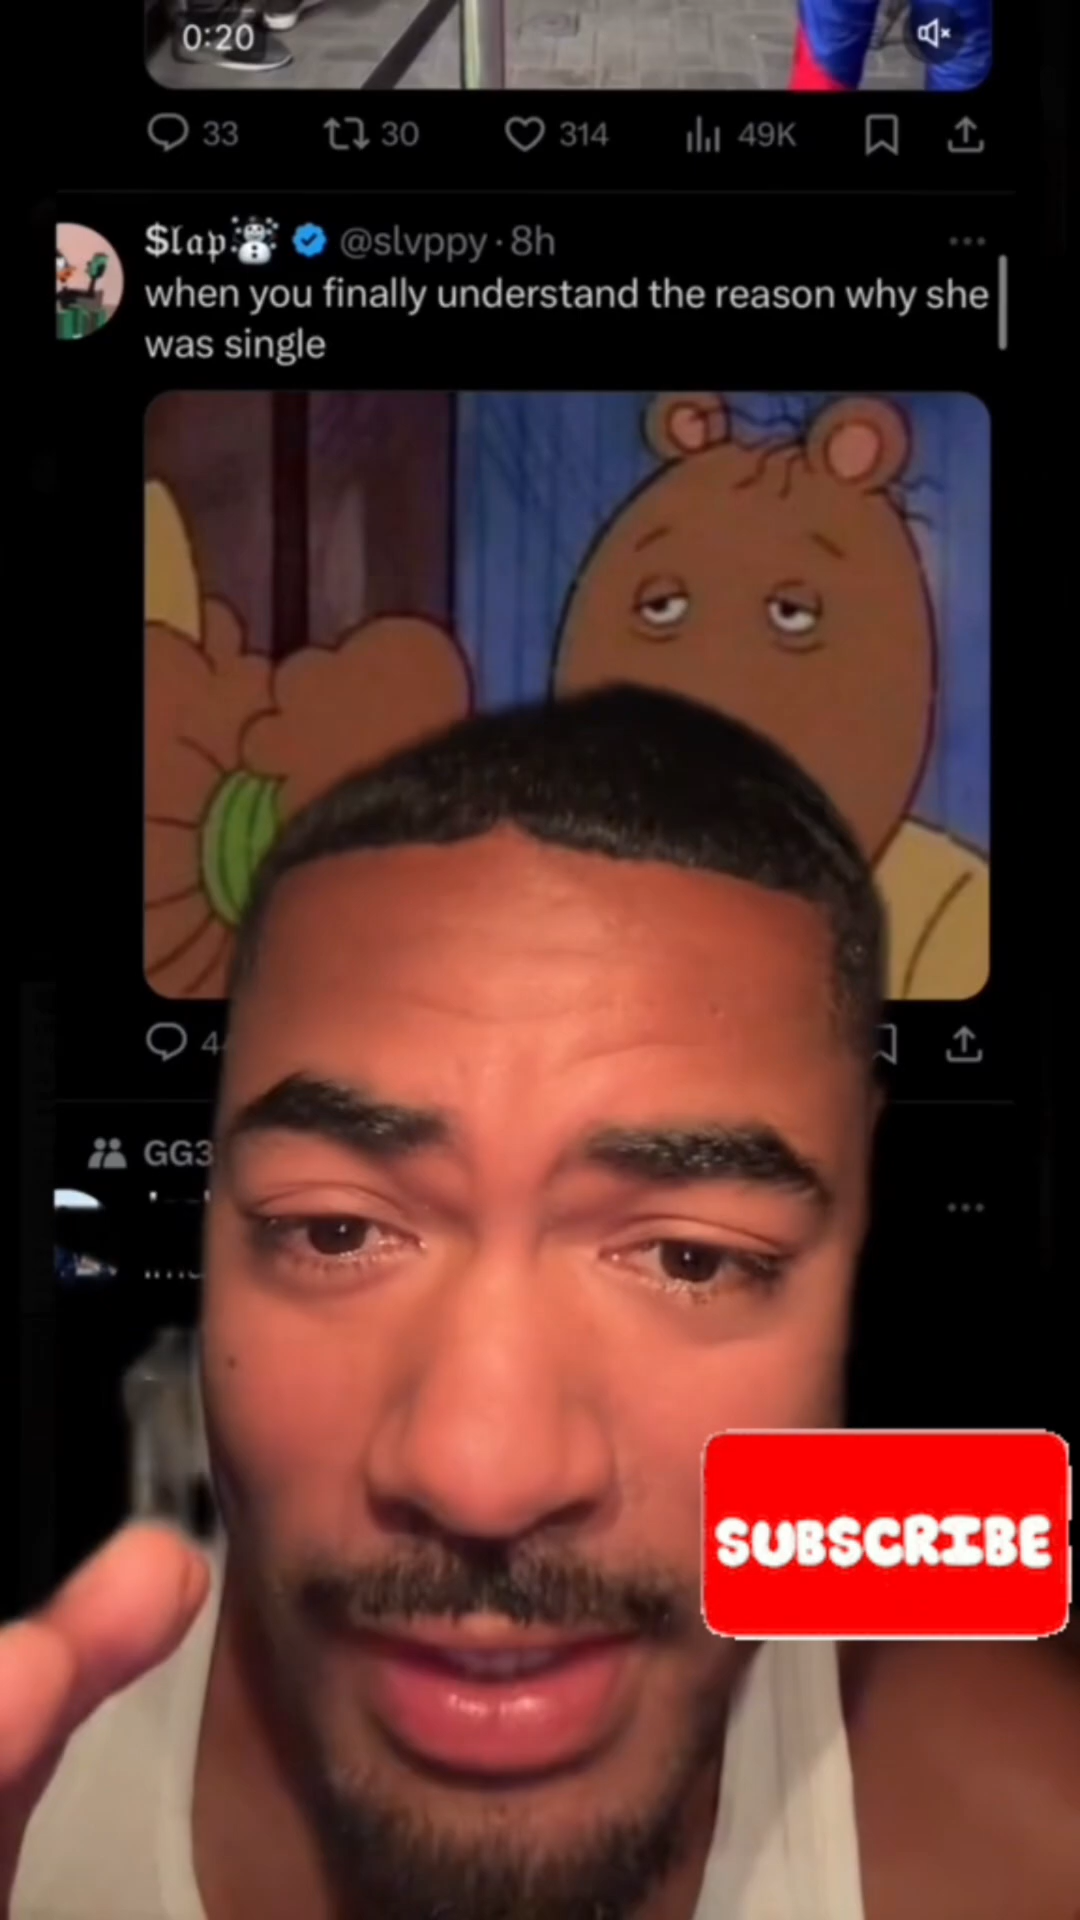 0:20
33 30 314 49K
$lap @slvppy · 8h
when you finally understand the reason why she
was single
GG3
SUBSCRIBE